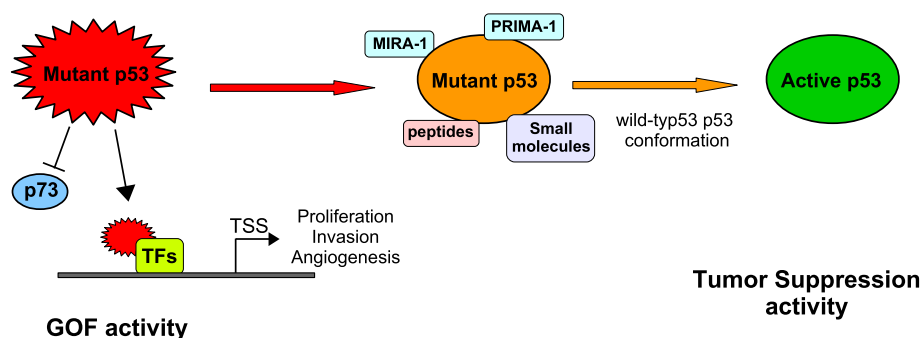 Mutant p53
MIRA-1
PRIMA-1
Mutant p53
peptides
Small
molecules
wild-typ53 p53
conformation
Active p53
p73
TFs
TSS
Proliferation
Invasion
Angiogenesis
GOF activity
Tumor Suppression
activity